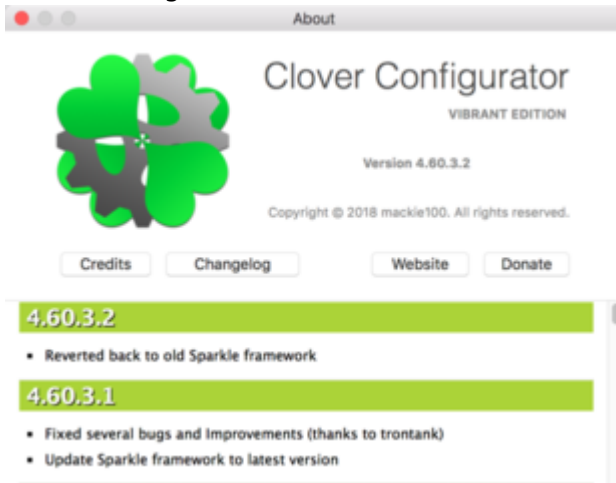 About
Clover Configurator
VIBRANT EDITION
Version 4.60.3.2
Copyright © 2018 mackie100. All rights reserved.
Credits
Changelog
Website
Donate
4.60.3.2
▪ Reverted back to old Sparkle framework
4.60.3.1
▪ Fixed several bugs and Improvements (thanks to trontank)
▪ Update Sparkle framework to latest version